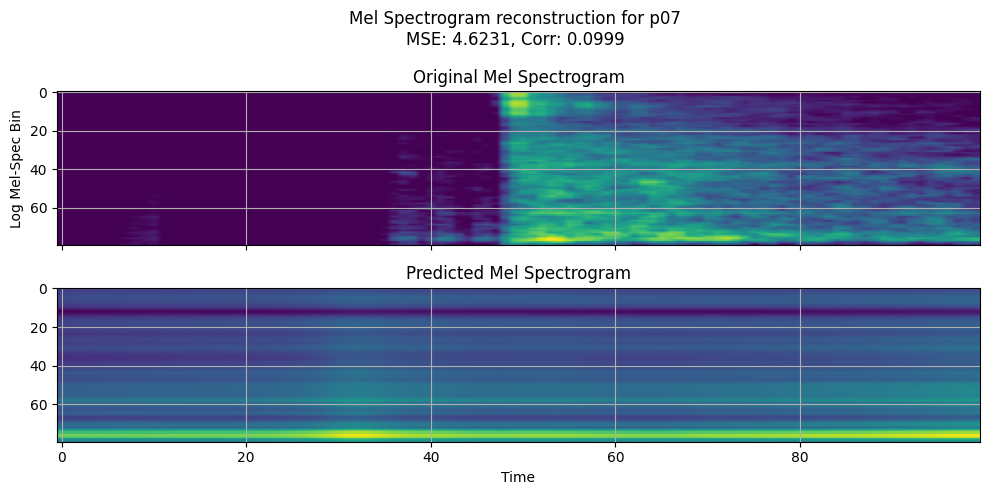 Mel Spectrogram reconstruction for p07
MSE: 4.6231, Corr: 0.0999
Original Mel Spectrogram
0
20
40
60
Log Mel-Spec Bin
Predicted Mel Spectrogram
0
20
40
60
0 20 40 60 80
Time